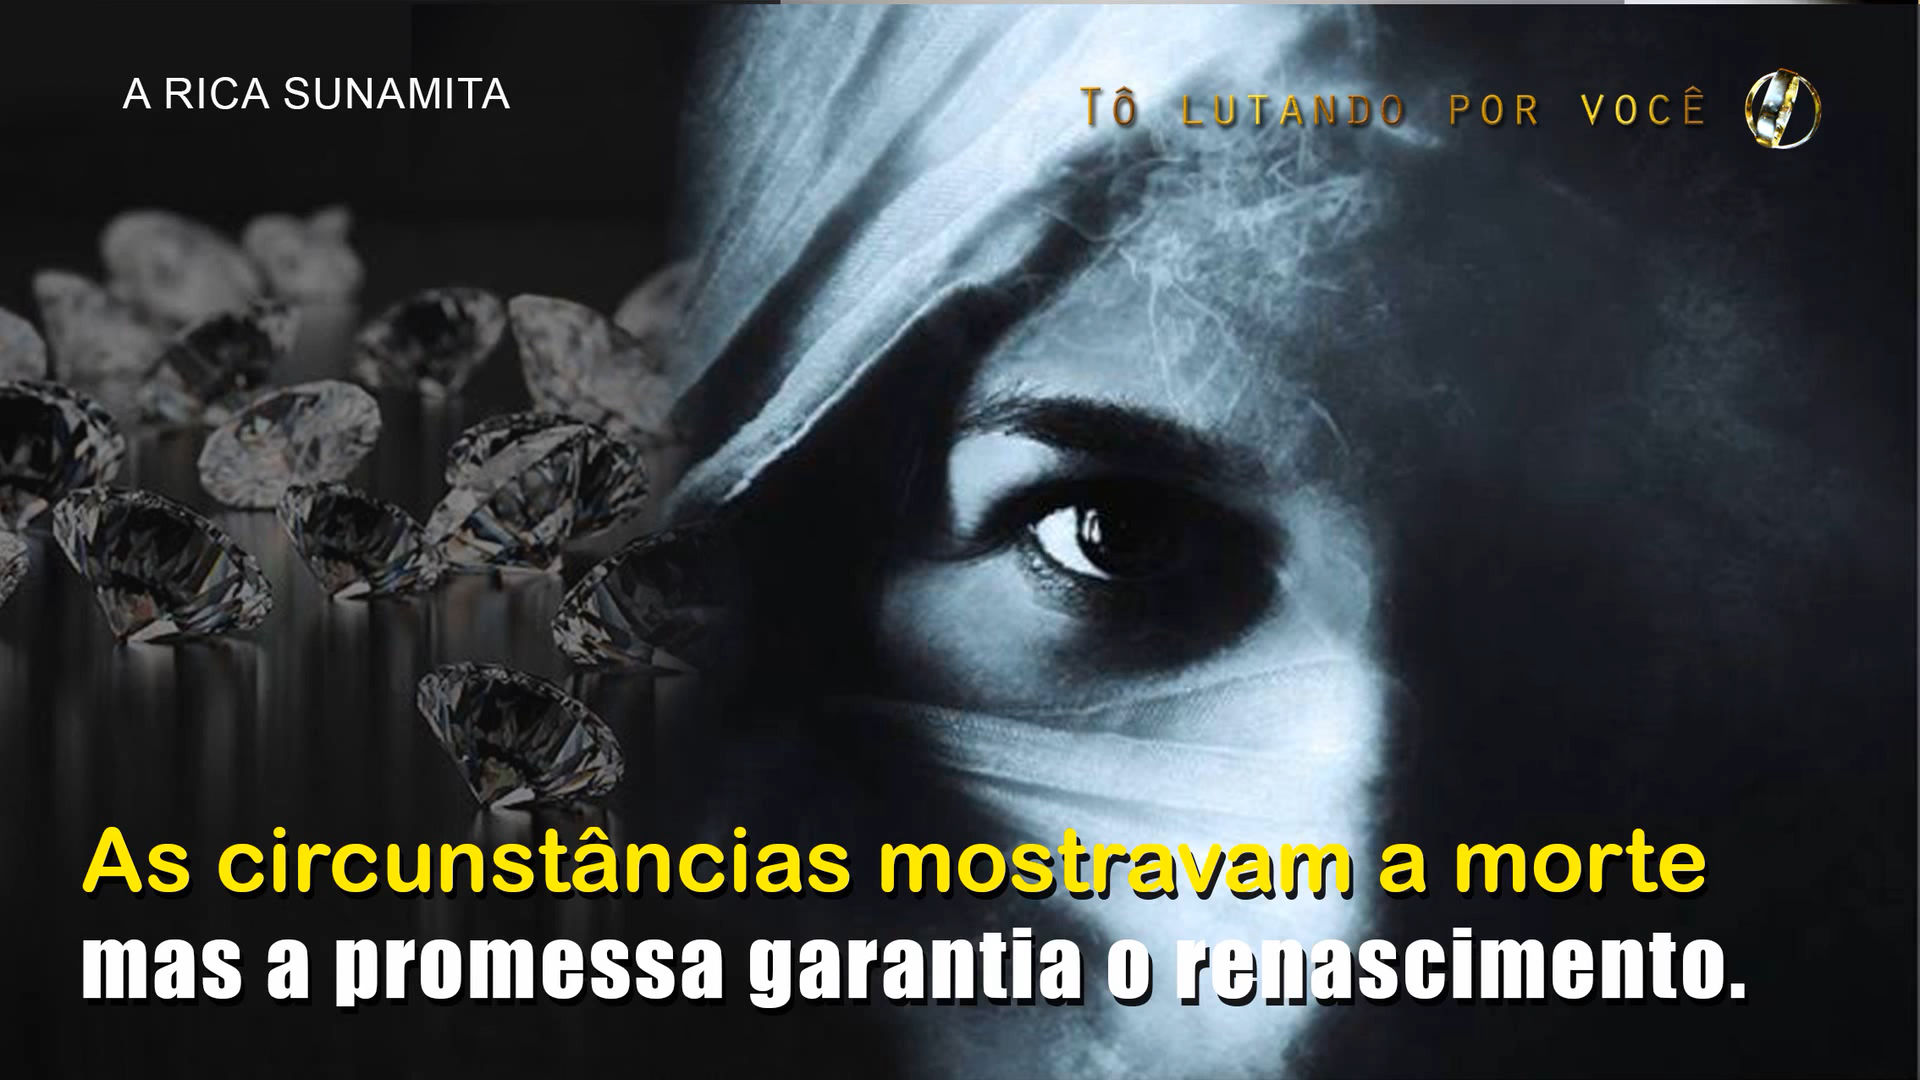 A RICA SUNAMITA
TÔ LUTANDO POR VOCÊ
As circunstâncias mostravam a morte
mas a promessa garantia o renascimento.